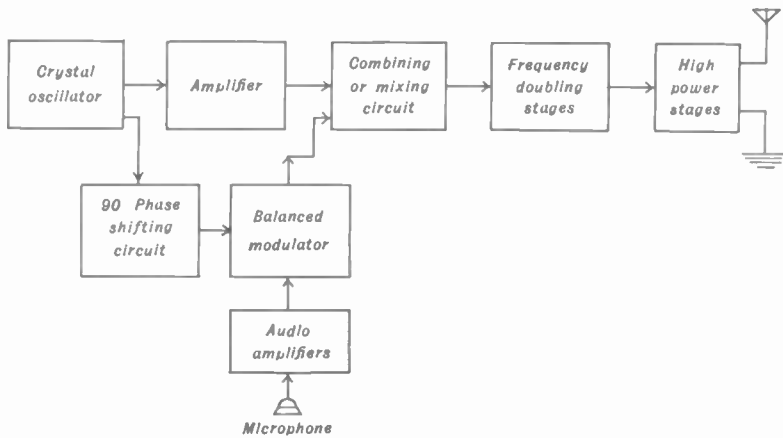 Crystal
oscillator
Amplifier
Combining
or mixing
circuit
Frequency
doubling
stages
High
power
stages
90 Phase
shifting
circuit
Balanced
modulator
Audio
amplifiers
Microphone